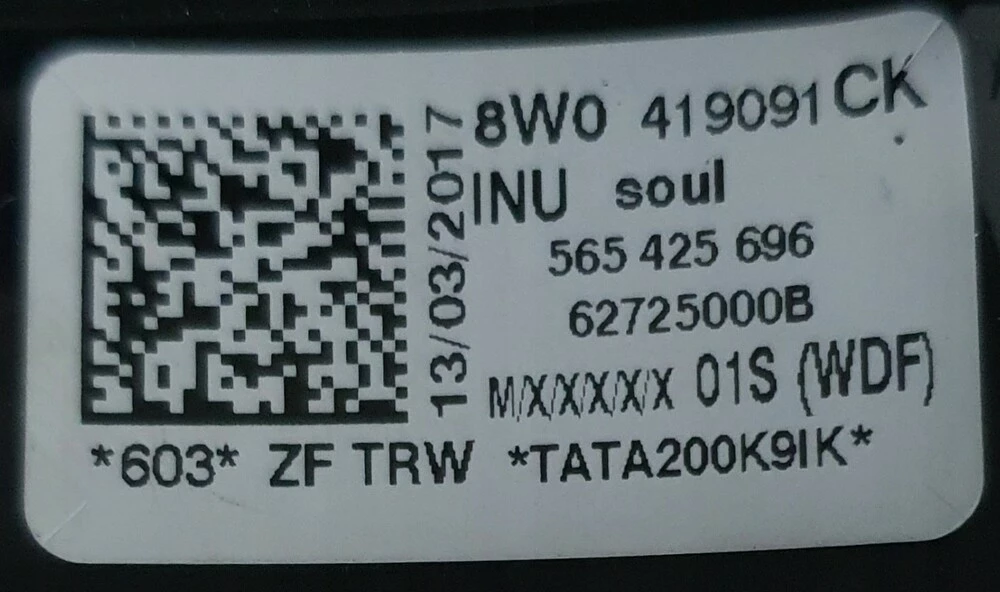 8W0 419091 CK
INU soul
565 425 696
62725000B
M/X/X/X/X/X 01S (WDF)
13/03/2017
*603* ZF TRW *TATA200K9IK*